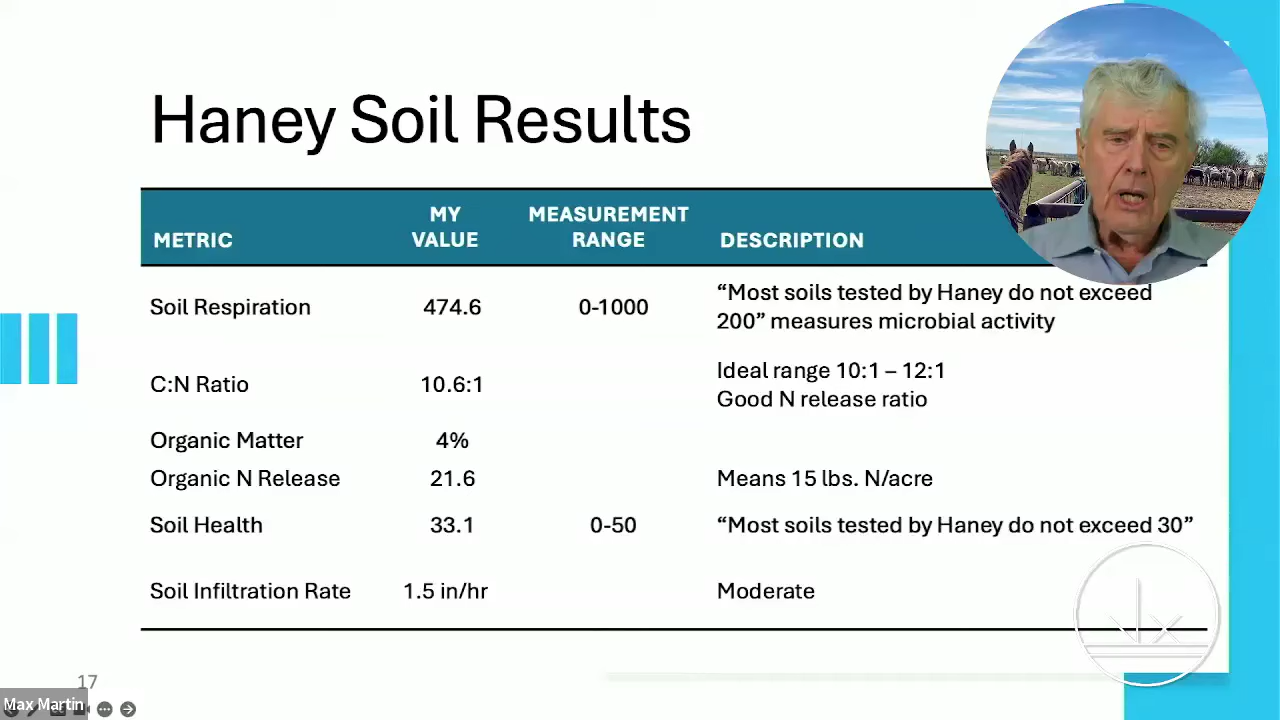 Haney Soil Results
METRIC
MY
VALUE
MEASUREMENT
RANGE
DESCRIPTION
Soil Respiration
474.6
0-1000
“Most soils tested by Haney do not exceed
200” measures microbial activity
C:N Ratio
10.6:1
Ideal range 10:1 – 12:1
Good N release ratio
Organic Matter
4%
Organic N Release
21.6
Means 15 lbs. N/acre
Soil Health
33.1
0-50
“Most soils tested by Haney do not exceed 30”
Soil Infiltration Rate
1.5 in/hr
Moderate
17
Max Martin